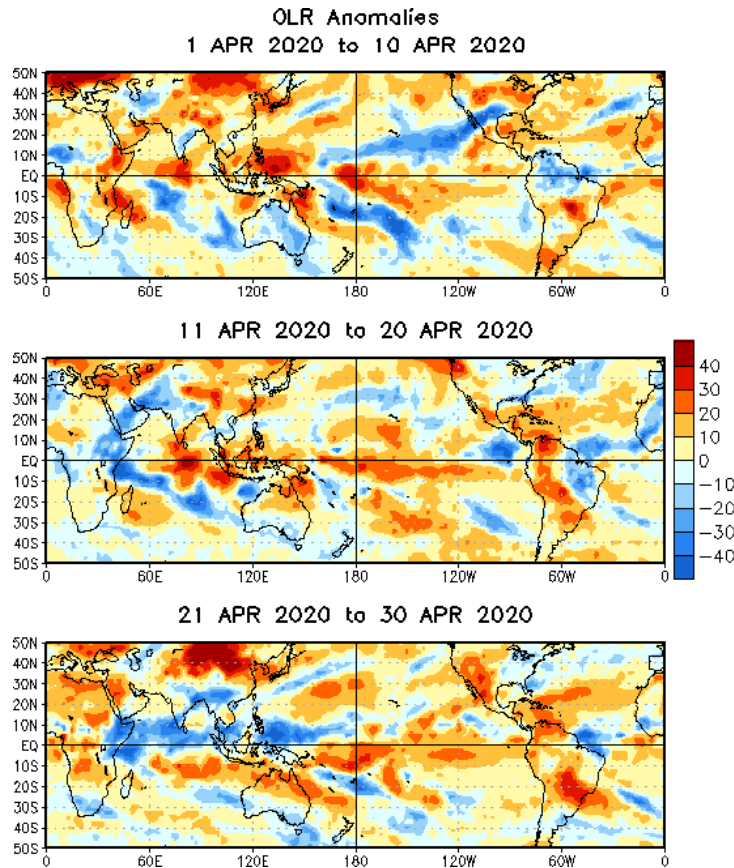 OLR Anomalies
1 APR 2020 to 10 APR 2020
50N
40N
30N
20N
10N
EQ
10S
20S
30S
40S
50S
0 60E 120E 180 120W 60W 0
11 APR 2020 to 20 APR 2020
50N
40N
30N
20N
10N
EQ
10S
20S
30S
40S
50S
0 60E 120E 180 120W 60W 0
40
30
20
10
0
-10
-20
-30
-40
21 APR 2020 to 30 APR 2020
50N
40N
30N
20N
10N
EQ
10S
20S
30S
40S
50S
0 60E 120E 180 120W 60W 0